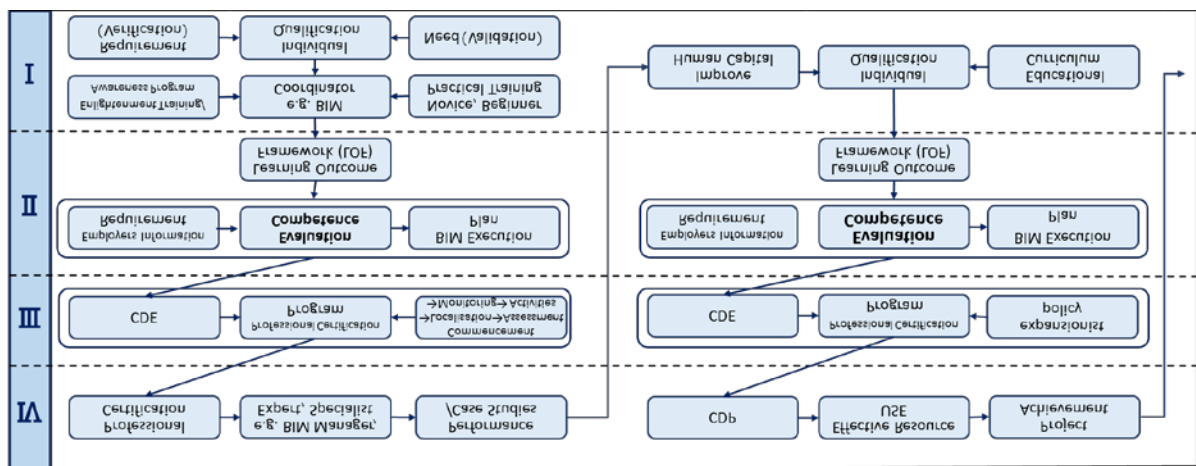 I
Requirement
(Verification)
Individual
Qualification
Need (Validation)
Enlightenment Training/
Awareness Program
e.g. BIM
Coordinator
Novice, Beginner
Practical Training
Improve
Human Capital
Individual
Qualification
Educational
Curriculum
II
Learning Outcome
Framework (LOF)
Employers Information
Requirement
Evaluation
Competence
BIM Execution
Plan
Learning Outcome
Framework (LOF)
Employers Information
Requirement
Evaluation
Competence
BIM Execution
Plan
III
CDE
Professional Certification
Program
Commencement
→Localisation→Assessment
→Monitoring→Activities
CDE
Professional Certification
Program
expansionist
policy
IV
Professional
Certification
e.g. BIM Manager,
Expert, Specialist
Performance
/Case Studies
CDP
Effective Resource
USE
Project
Achievement